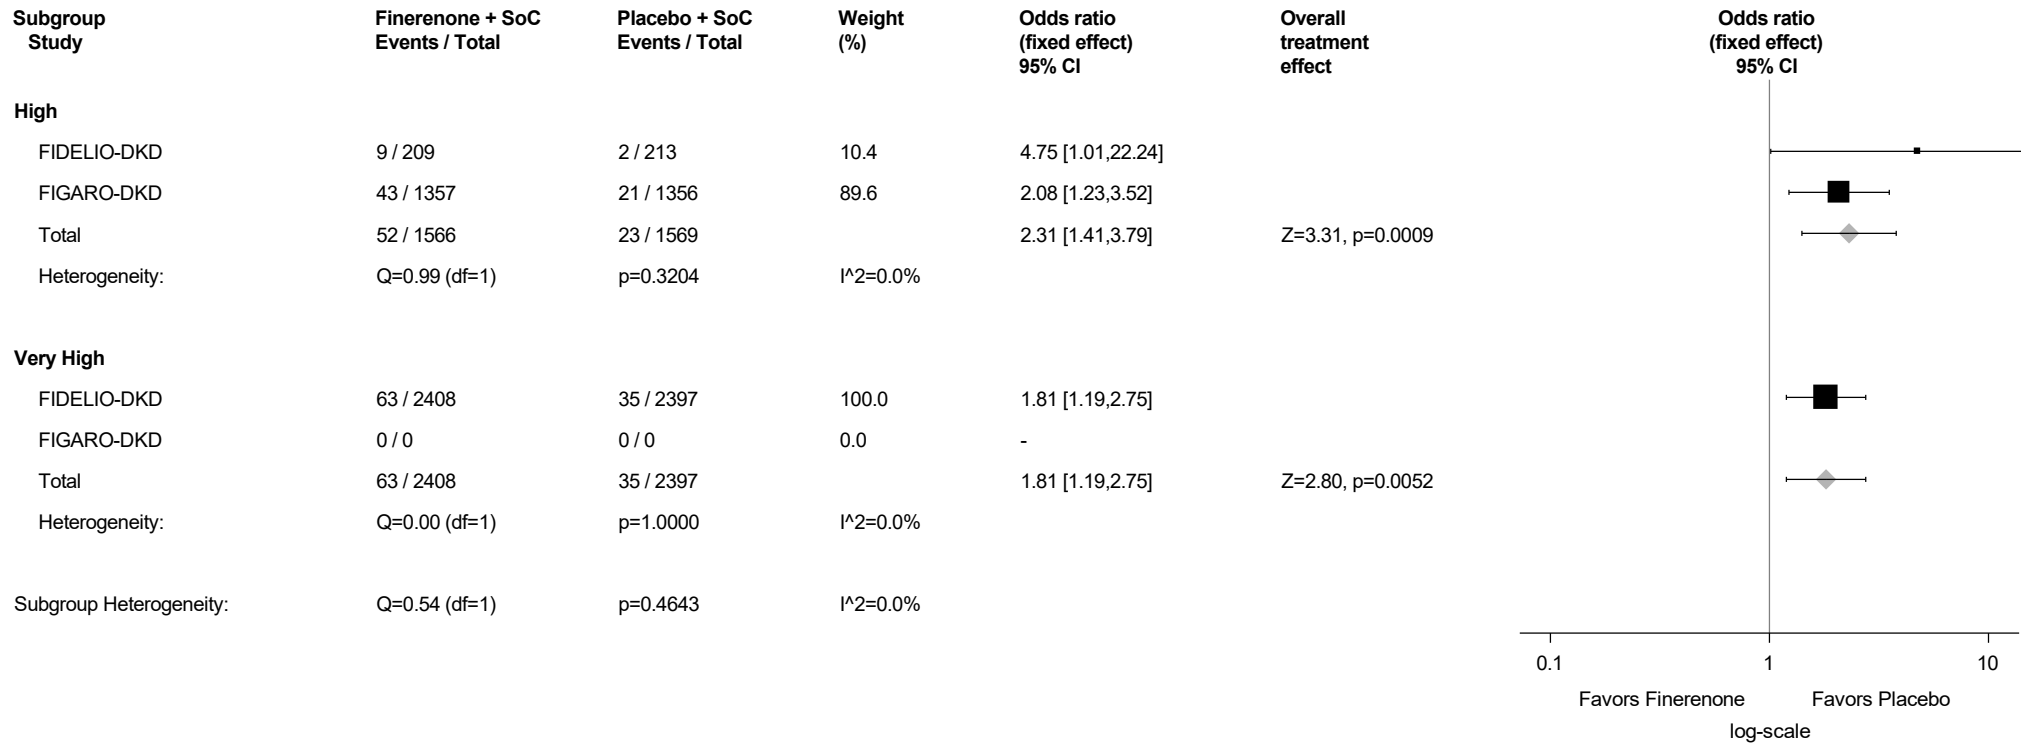 Subgroup Finerenone + SoC Placebo + SoC Weight Odds ratio Overall Odds ratio
Study Events / Total Events / Total (%) (fixed effect) treatment (fixed effect)
95% CI effect 95% CI
High
FIDELIO-DKD 9 / 209 2 / 213 10.4 4.75 [1.01,22.24]
FIGARO-DKD 43 / 1357 21 / 1356 89.6 2.08 [1.23,3.52]
Total 52 / 1566 23 / 1569 2.31 [1.41,3.79] Z=3.31, p=0.0009
Heterogeneity: Q=0.99 (df=1) p=0.3204 I^2=0.0%
Very High
FIDELIO-DKD 63 / 2408 35 / 2397 100.0 1.81 [1.19,2.75]
FIGARO-DKD 0 / 0 0 / 0 0.0 -
Total 63 / 2408 35 / 2397 1.81 [1.19,2.75] Z=2.80, p=0.0052
Heterogeneity: Q=0.00 (df=1) p=1.0000 I^2=0.0%
Subgroup Heterogeneity: Q=0.54 (df=1) p=0.4643 I^2=0.0%
0.1 1 10
Favors Finerenone Favors Placebo
log-scale